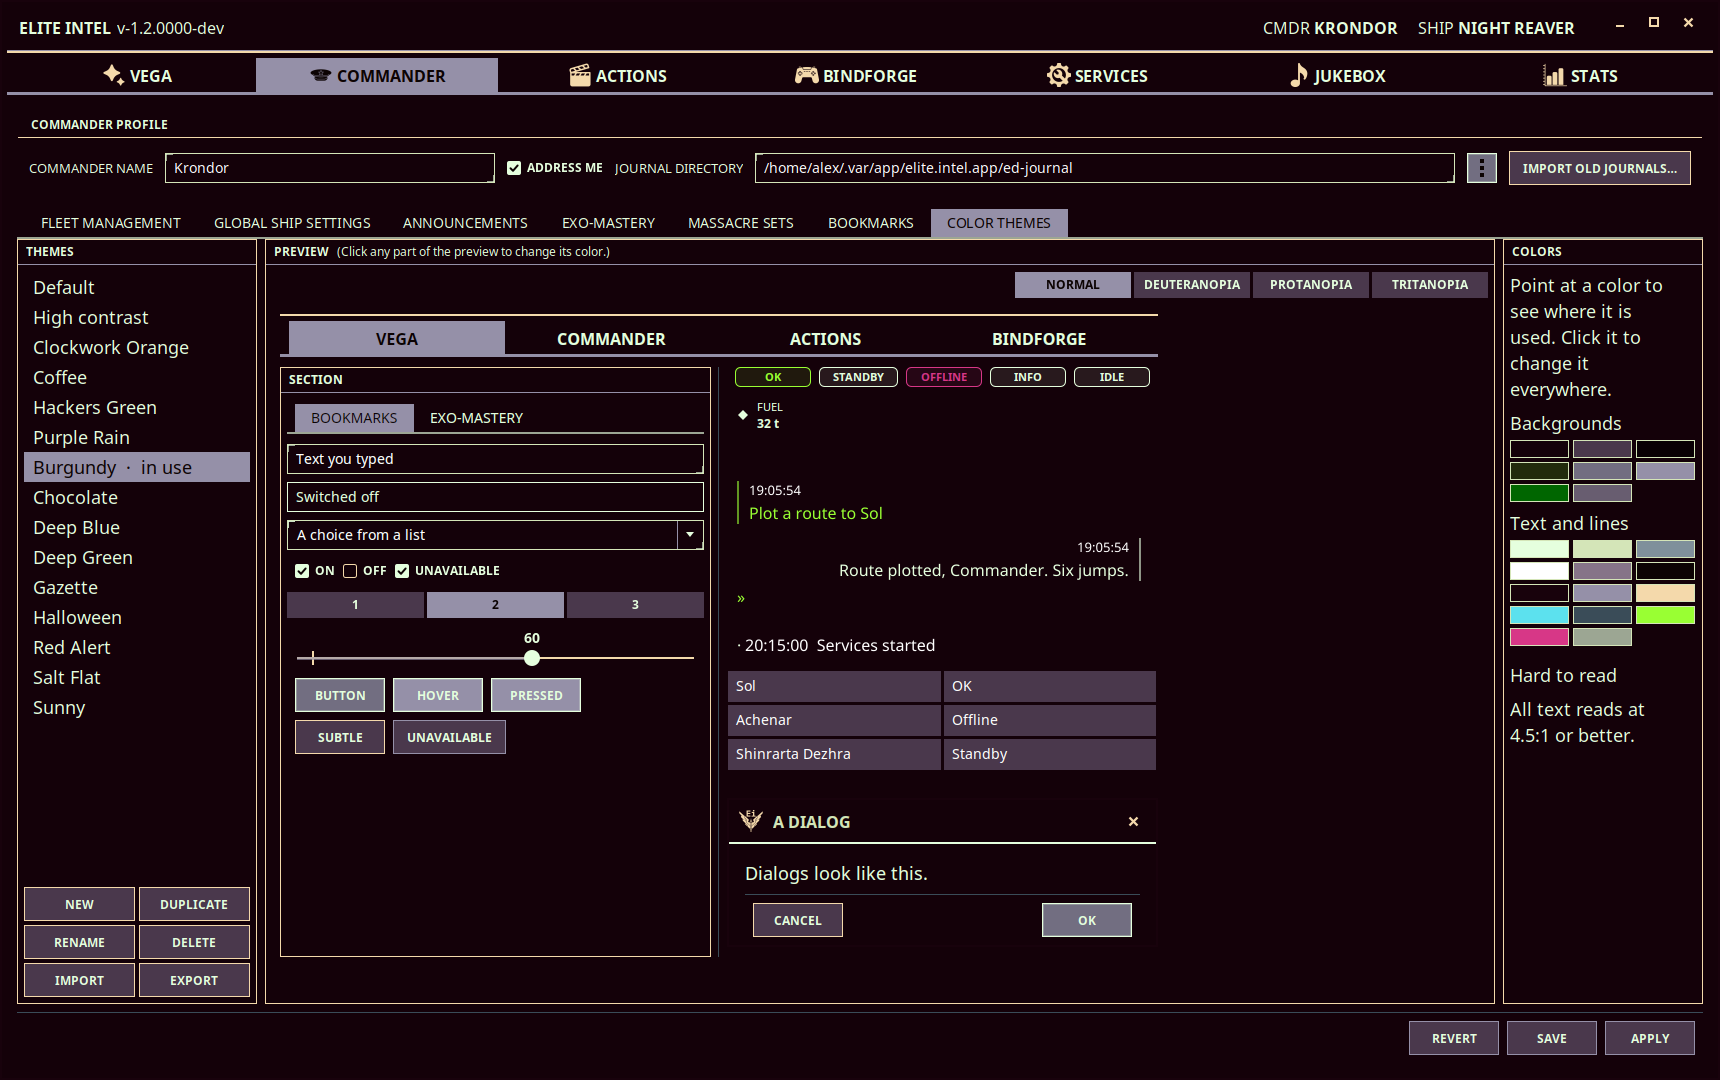 ELITE INTEL v-1.2.0000-dev
CMDR KRONDOR SHIP NIGHT REAVER
VEGA COMMANDER ACTIONS BINDFORGE SERVICES JUKEBOX STATS
COMMANDER PROFILE
COMMANDER NAME Krondor ADDRESS ME JOURNAL DIRECTORY /home/alex/.var/app/elite.intel.app/ed-journal IMPORT OLD JOURNALS...
FLEET MANAGEMENT GLOBAL SHIP SETTINGS ANNOUNCEMENTS EXO-MASTERY MASSACRE SETS BOOKMARKS COLOR THEMES
THEMES
Default
High contrast
Clockwork Orange
Coffee
Hackers Green
Purple Rain
Burgundy · in use
Chocolate
Deep Blue
Deep Green
Gazette
Halloween
Red Alert
Salt Flat
Sunny
NEW DUPLICATE
RENAME DELETE
IMPORT EXPORT
PREVIEW (Click any part of the preview to change its color.)
NORMAL DEUTERANOPIA PROTANOPIA TRITANOPIA
VEGA COMMANDER ACTIONS BINDFORGE
SECTION
BOOKMARKS EXO-MASTERY
Text you typed
Switched off
A choice from a list
ON OFF UNAVAILABLE
1 2 3
60
BUTTON HOVER PRESSED
SUBTLE UNAVAILABLE
OK STANDBY OFFLINE INFO IDLE
FUEL
32 t
19:05:54
Plot a route to Sol
19:05:54
Route plotted, Commander. Six jumps.
»
· 20:15:00 Services started
Sol OK
Achenar Offline
Shinrarta Dezhra Standby
A DIALOG
Dialogs look like this.
CANCEL OK
COLORS
Point at a color to
see where it is
used. Click it to
change it
everywhere.
Backgrounds
Text and lines
Hard to read
All text reads at
4.5:1 or better.
REVERT SAVE APPLY